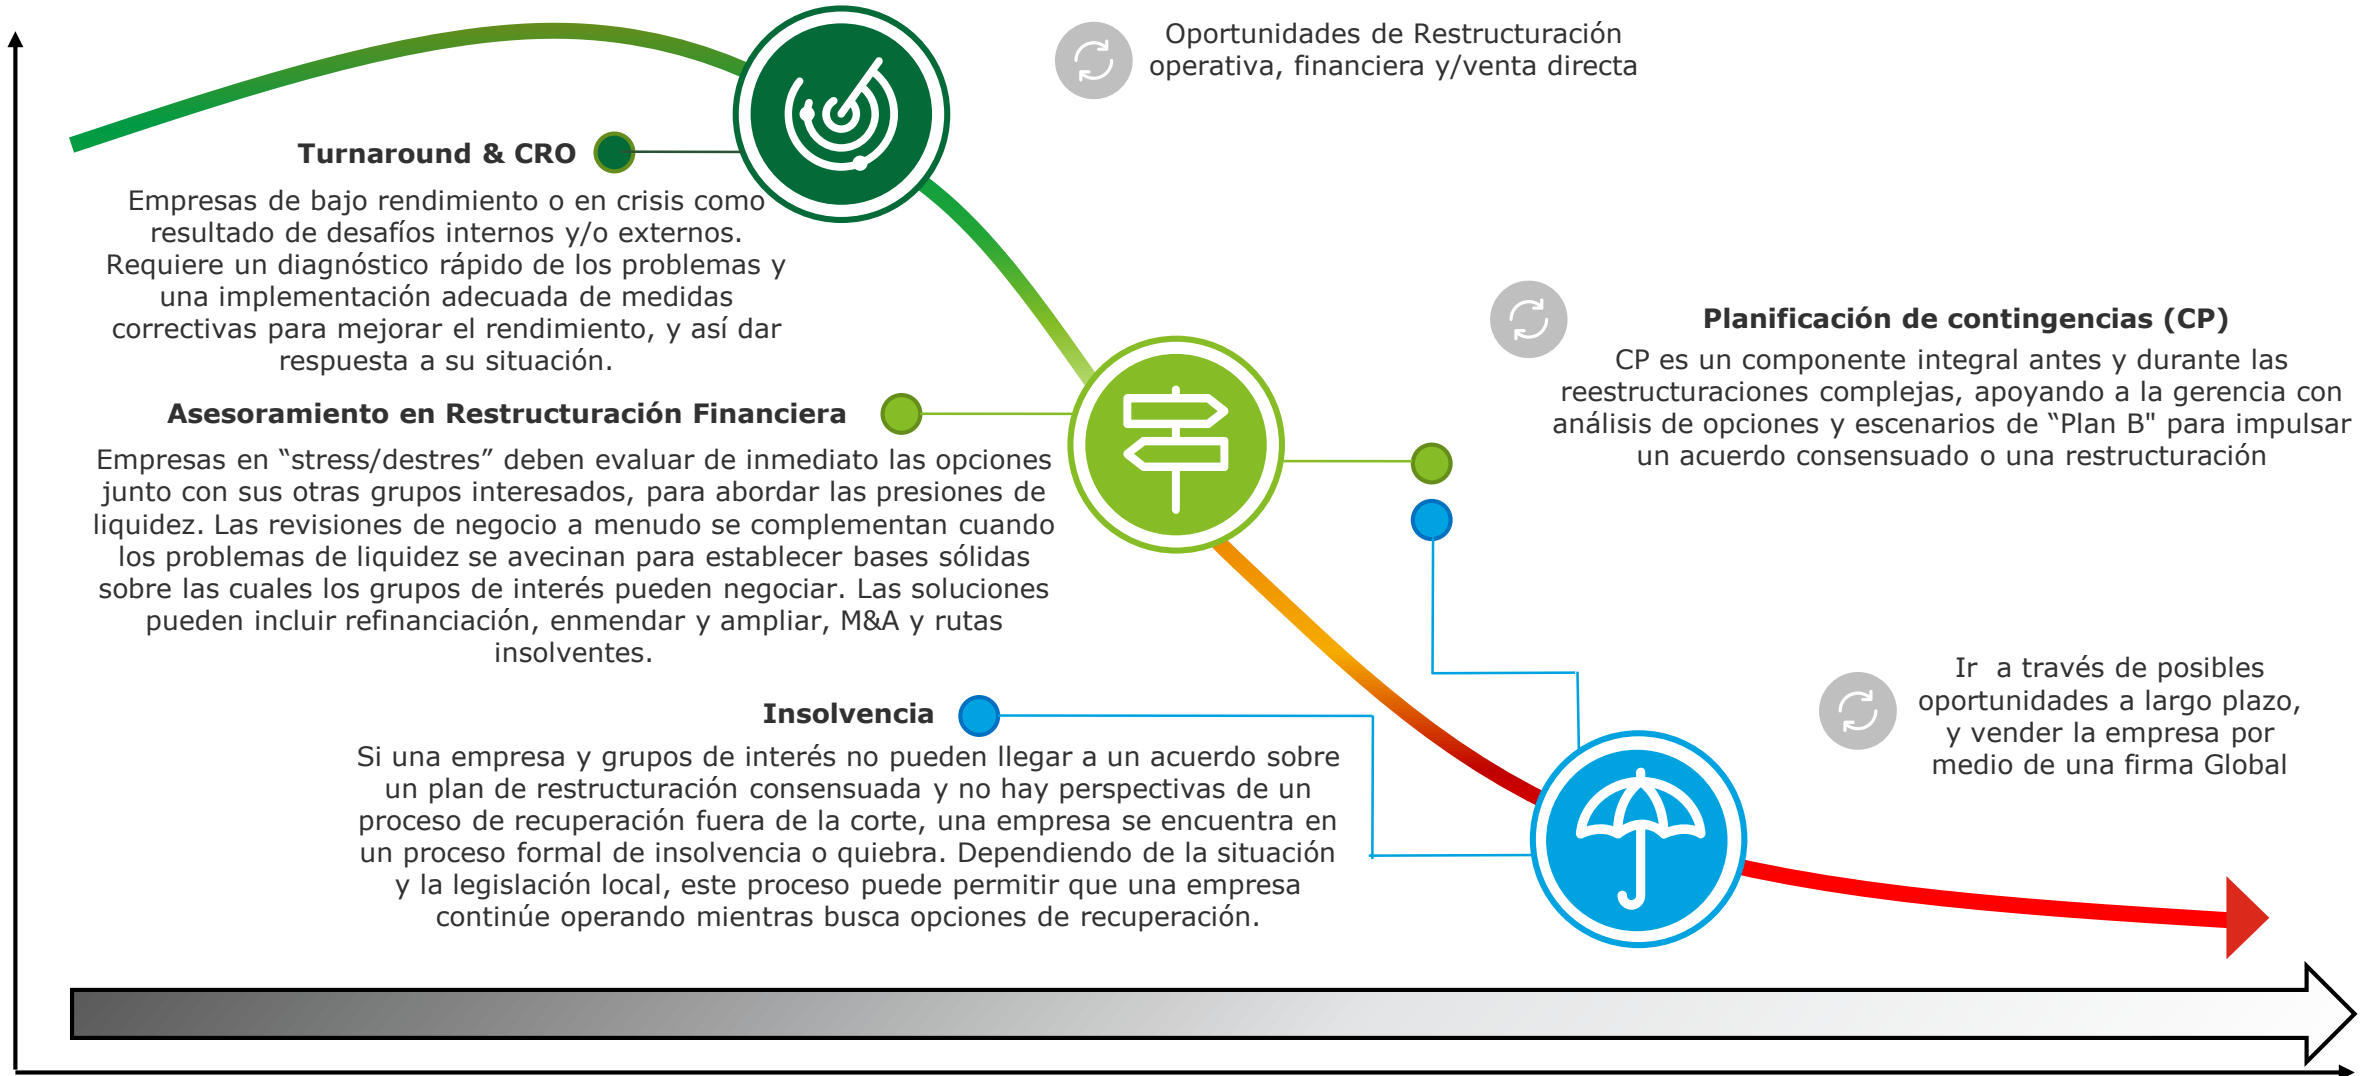 Oportunidades de Restructuración
operativa, financiera y/venta directa
Turnaround & CRO
Empresas de bajo rendimiento o en crisis como
resultado de desafíos internos y/o externos.
Requiere un diagnóstico rápido de los problemas y
una implementación adecuada de medidas
correctivas para mejorar el rendimiento, y así dar
respuesta a su situación.
Asesoramiento en Restructuración Financiera
Empresas en “stress/destres” deben evaluar de inmediato las opciones
junto con sus otras grupos interesados, para abordar las presiones de
liquidez. Las revisiones de negocio a menudo se complementan cuando
los problemas de liquidez se avecinan para establecer bases sólidas
sobre las cuales los grupos de interés pueden negociar. Las soluciones
pueden incluir refinanciación, enmendar y ampliar, M&A y rutas
insolventes.
Planificación de contingencias (CP)
CP es un componente integral antes y durante las
reestructuraciones complejas, apoyando a la gerencia con
análisis de opciones y escenarios de “Plan B" para impulsar
un acuerdo consensuado o una restructuración
Insolvencia
Si una empresa y grupos de interés no pueden llegar a un acuerdo sobre
un plan de restructuración consensuada y no hay perspectivas de un
proceso de recuperación fuera de la corte, una empresa se encuentra en
un proceso formal de insolvencia o quiebra. Dependiendo de la situación
y la legislación local, este proceso puede permitir que una empresa
continúe operando mientras busca opciones de recuperación.
Ir  a través de posibles
oportunidades a largo plazo,
y vender la empresa por
medio de una firma Global